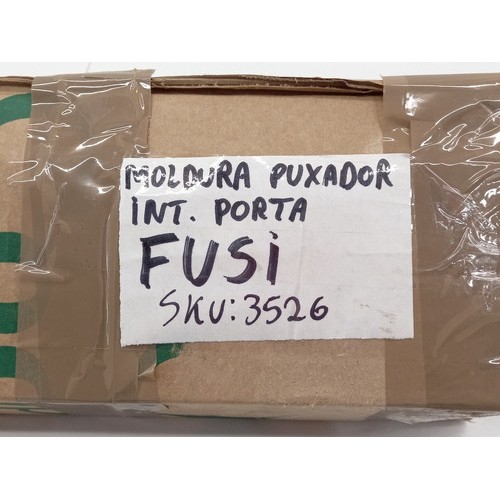 MOLDURA PUXADOR
INT. PORTA
FUSi
SKU: 3526